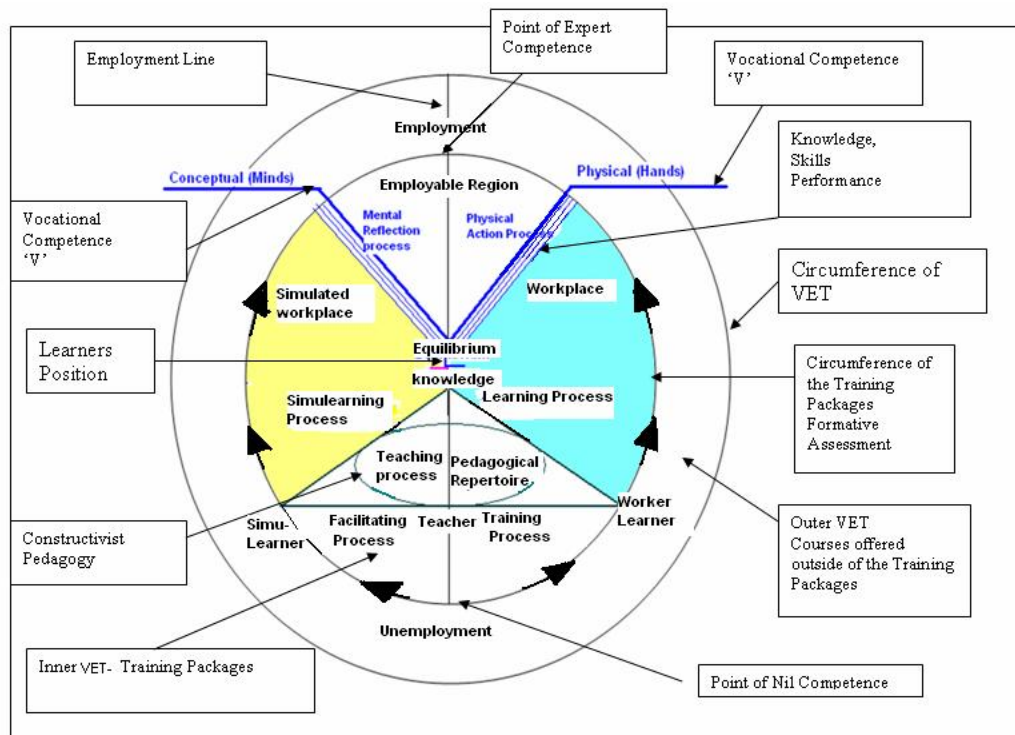 Point of Expert
Competence
Employment Line
Vocational Competence
‘V’
Employment
Knowledge,
Skills
Performance
Conceptual (Minds)
Physical (Hands)
Employable Region
Vocational
Competence
‘V’
Mental
Reflection
process
Physical
Action Process
Circumference of
VET
Simulated
workplace
Workplace
Learners
Position
Equilibrium
knowledge
Circumference of
the Training
Packages
Formative
Assessment
Simulearning
Process
Learning Process
Teaching
process
Pedagogical
Repertoire
Constructivist
Pedagogy
Simu-
Learner
Facilitating
Process
Teacher
Training
Process
Worker
Learner
Outer VET
Courses offered
outside of the Training
Packages
Unemployment
Inner VET- Training Packages
Point of Nil Competence